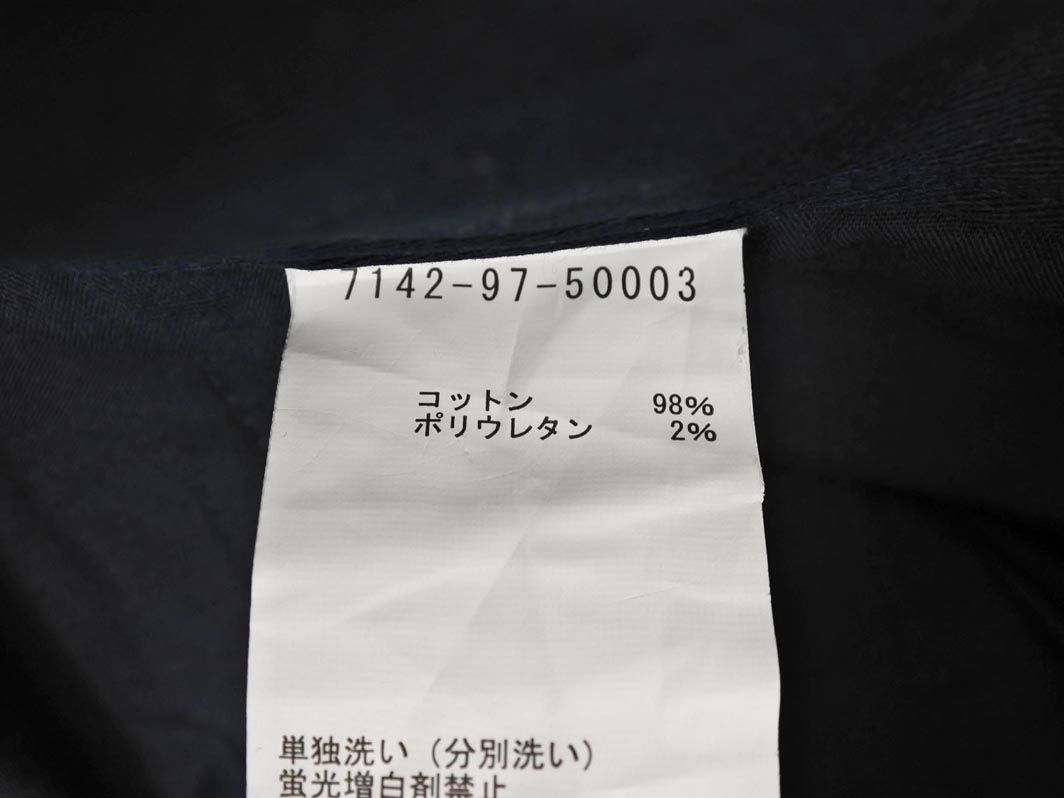 7142-97-50003
コットン 98%
ポリウレタン 2%
単独洗い(分別洗い)
蛍光増白剤禁止